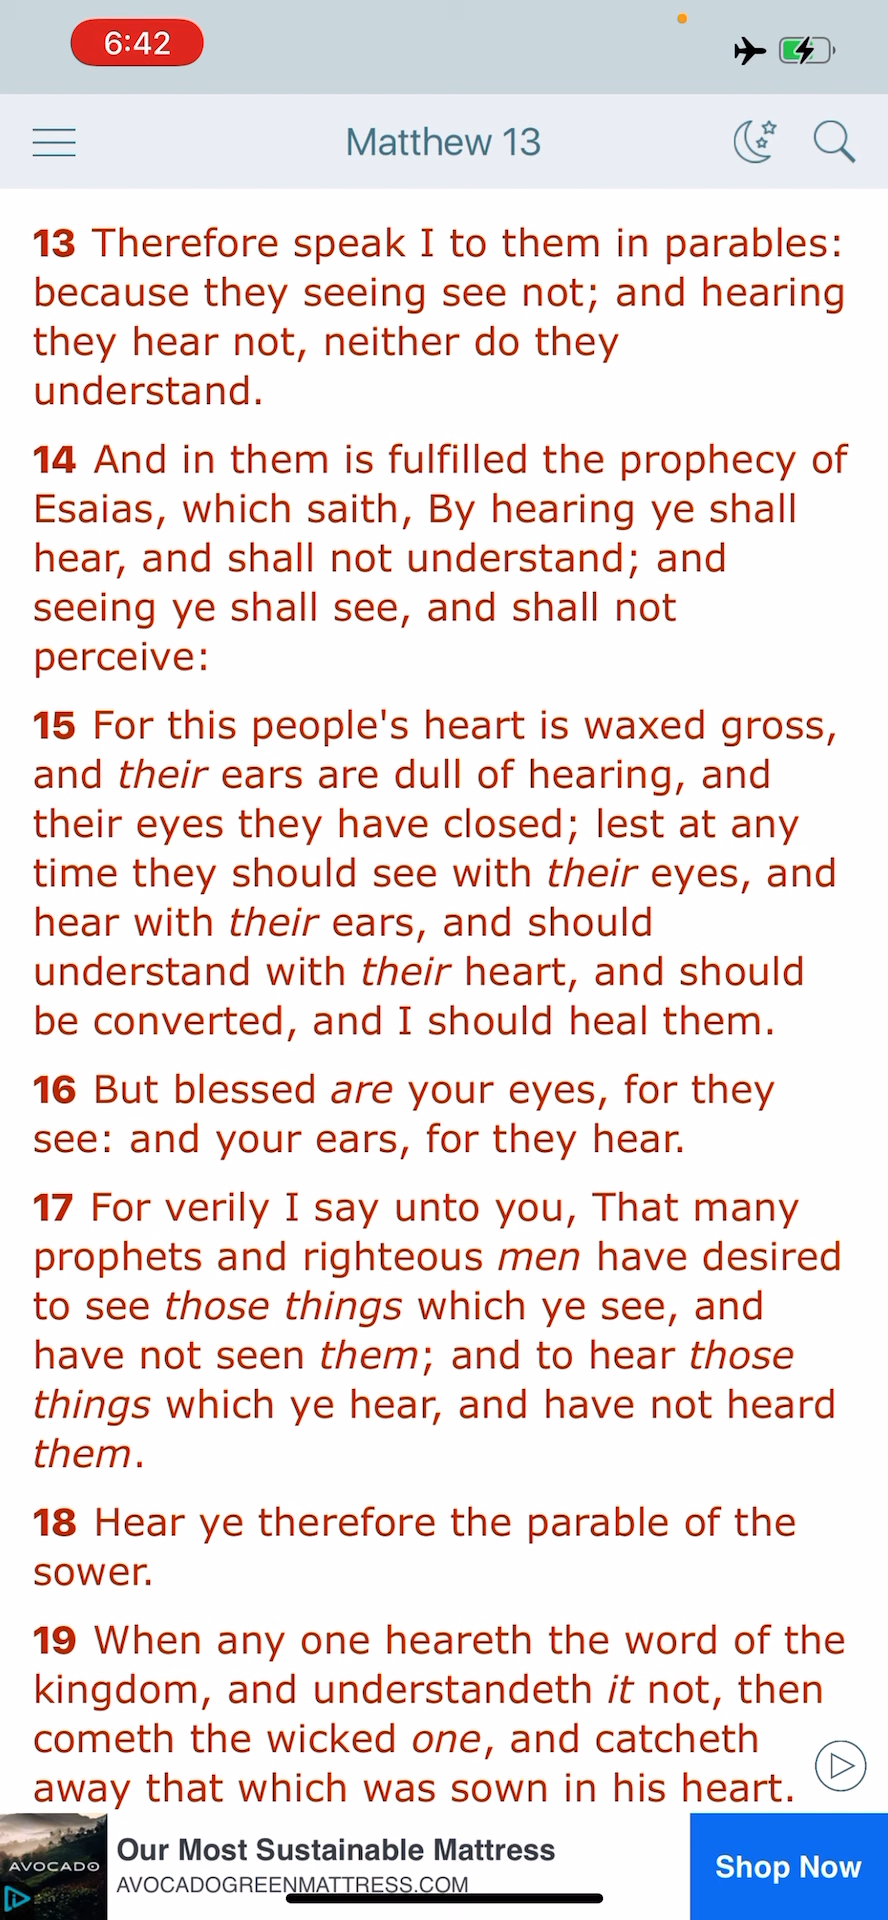 6:42
Matthew 13
13 Therefore speak I to them in parables:
because they seeing see not; and hearing
they hear not, neither do they
understand.
14 And in them is fulfilled the prophecy of
Esaias, which saith, By hearing ye shall
hear, and shall not understand; and
seeing ye shall see, and shall not
perceive:
15 For this people's heart is waxed gross,
and their ears are dull of hearing, and
their eyes they have closed; lest at any
time they should see with their eyes, and
hear with their ears, and should
understand with their heart, and should
be converted, and I should heal them.
16 But blessed are your eyes, for they
see: and your ears, for they hear.
17 For verily I say unto you, That many
prophets and righteous men have desired
to see those things which ye see, and
have not seen them; and to hear those
things which ye hear, and have not heard
them.
18 Hear ye therefore the parable of the
sower.
19 When any one heareth the word of the
kingdom, and understandeth it not, then
cometh the wicked one, and catcheth
away that which was sown in his heart.
AVOCADO
Our Most Sustainable Mattress
AVOCADOGREENMATTRESS.COM
Shop Now